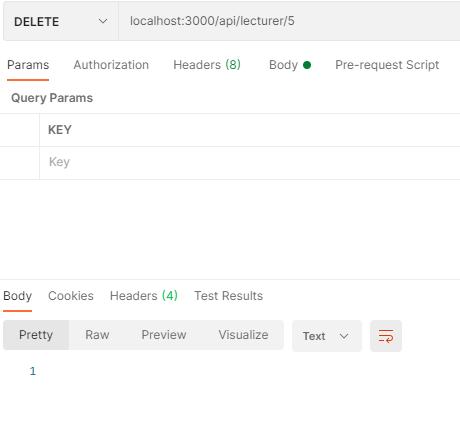 DELETE localhost:3000/api/lecturer/5
Params Authorization Headers (8) Body Pre-request Script
Query Params
KEY
Key
Body Cookies Headers (4) Test Results
Pretty Raw Preview Visualize Text
1